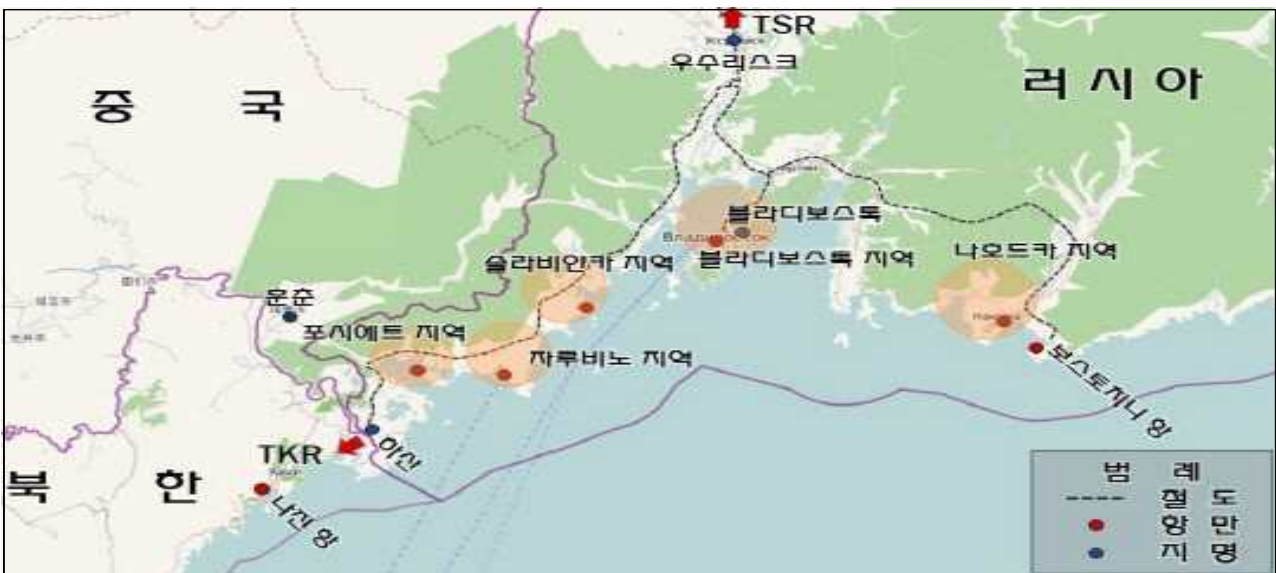 TSR
우수리스크
러 시 아
중 국
블라디보스톡
블라디보스톡 지역
슬라비얀카 지역
나호드카 지역
훈춘
포시에트 지역
자루비노 지역
보스토치니 항
하산
TKR
북 한
나진 항
범 례
철 도
항 만
지 명